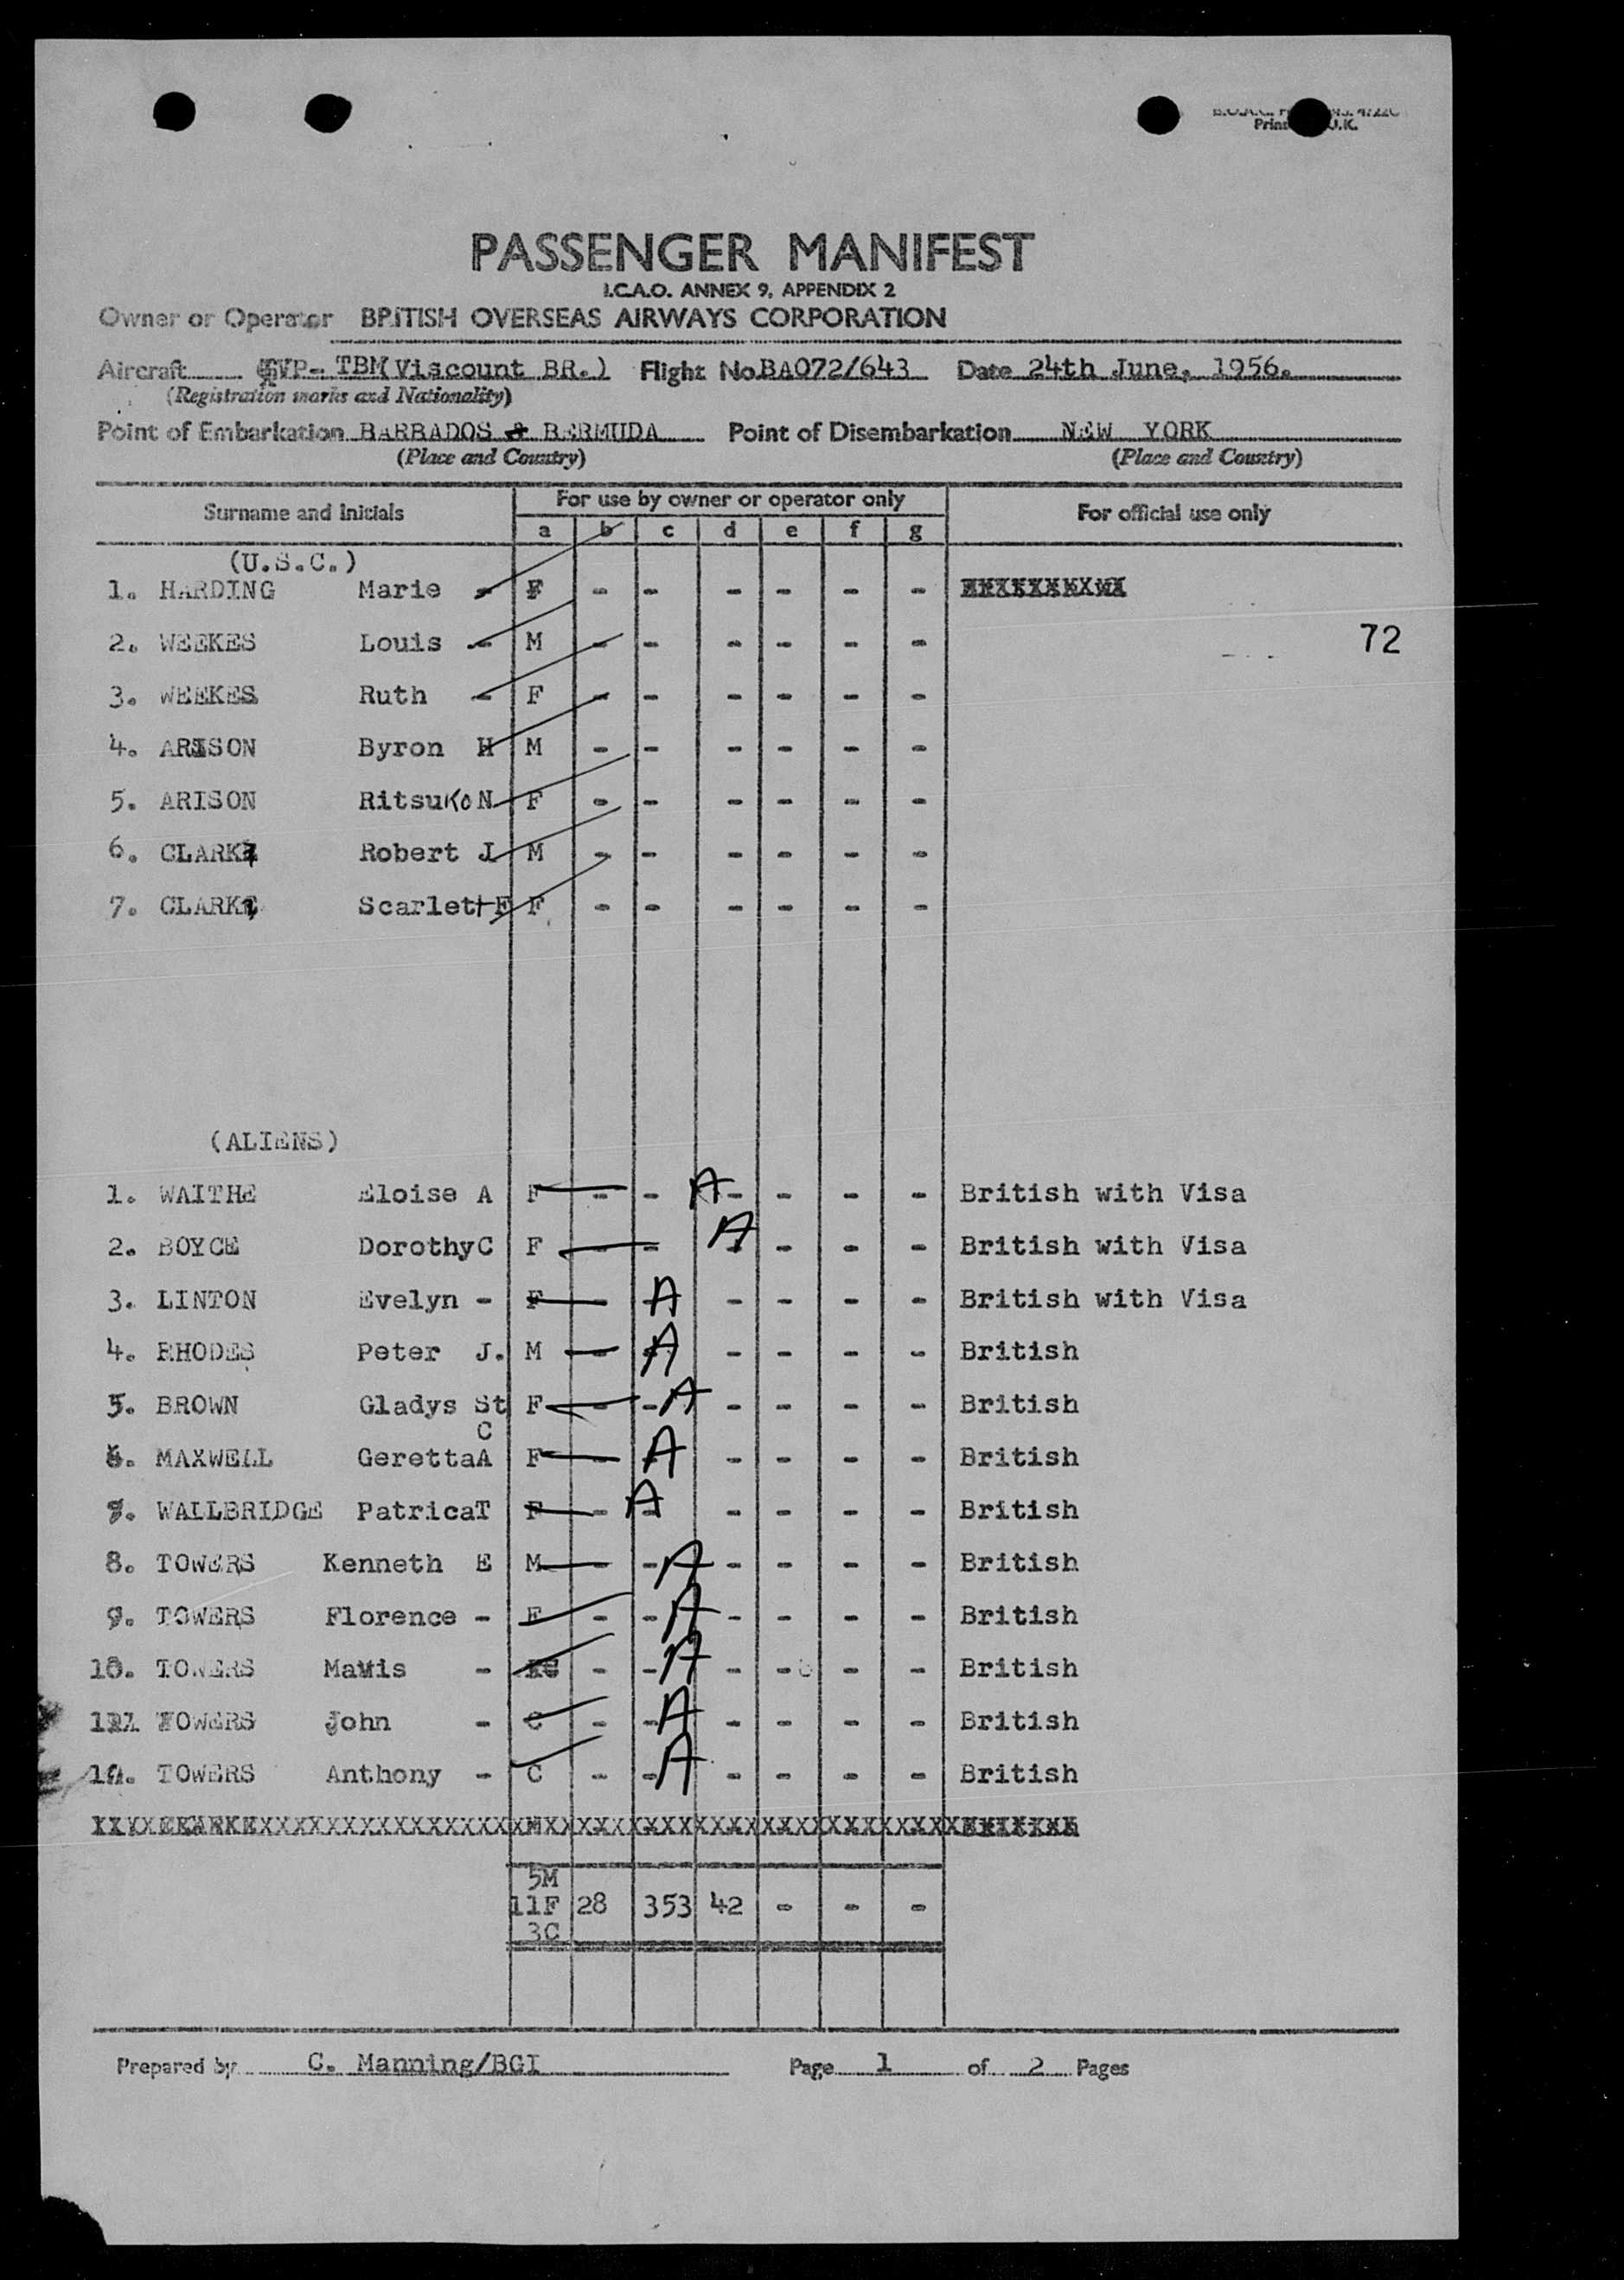 Printed U.K.
PASSENGER MANIFEST
I.C.A.O. ANNEX 9, APPENDIX 2
Owner or Operator BRITISH OVERSEAS AIRWAYS CORPORATION
Aircraft VP- TBM(Viscount BR.) Flight No.BA072/643 Date 24th June, 1956.
(Registration marks and Nationality)
Point of Embarkation BARBADOS & BERMUDA Point of Disembarkation NEW YORK
(Place and Country) (Place and Country)
Surname and Initials For use by owner or operator only For official use only
a b c d e f g
(U.S.C.)
1. HARDING Marie - F - - - - - -
72
2. WEEKES Louis - M - - - - - -
3. WEEKES Ruth - F - - - - - -
4. ARISON Byron H M - - - - - -
5. ARISON Ritsuko N F - - - - - -
6. CLARK Robert J M - - - - - -
7. CLARK Scarlett F F - - - - - -
(ALIENS)
1. WAITHE Eloise A F - - A - - - - British with Visa
2. BOYCE Dorothy C F - - A - - - British with Visa
3. LINTON Evelyn - F - A - - - - British with Visa
4. RHODES Peter J. M - A - - - - British
5. BROWN Gladys St F - - A - - - - British
C
6. MAXWELL Geretta A F - A - - - - British
7. WALLBRIDGE Patrica T F - A - - - - - British
8. TOWERS Kenneth E M - - A - - - - British
9. TOWERS Florence - F - - A - - - - British
10. TOWERS Mavis - C - - A - - - - British
11. TOWERS John - C - - A - - - - British
12. TOWERS Anthony - C - - A - - - - British
5M
11F 28 353 42 - - -
3C
Prepared by C. Manning/BGI Page 1 of 2 Pages